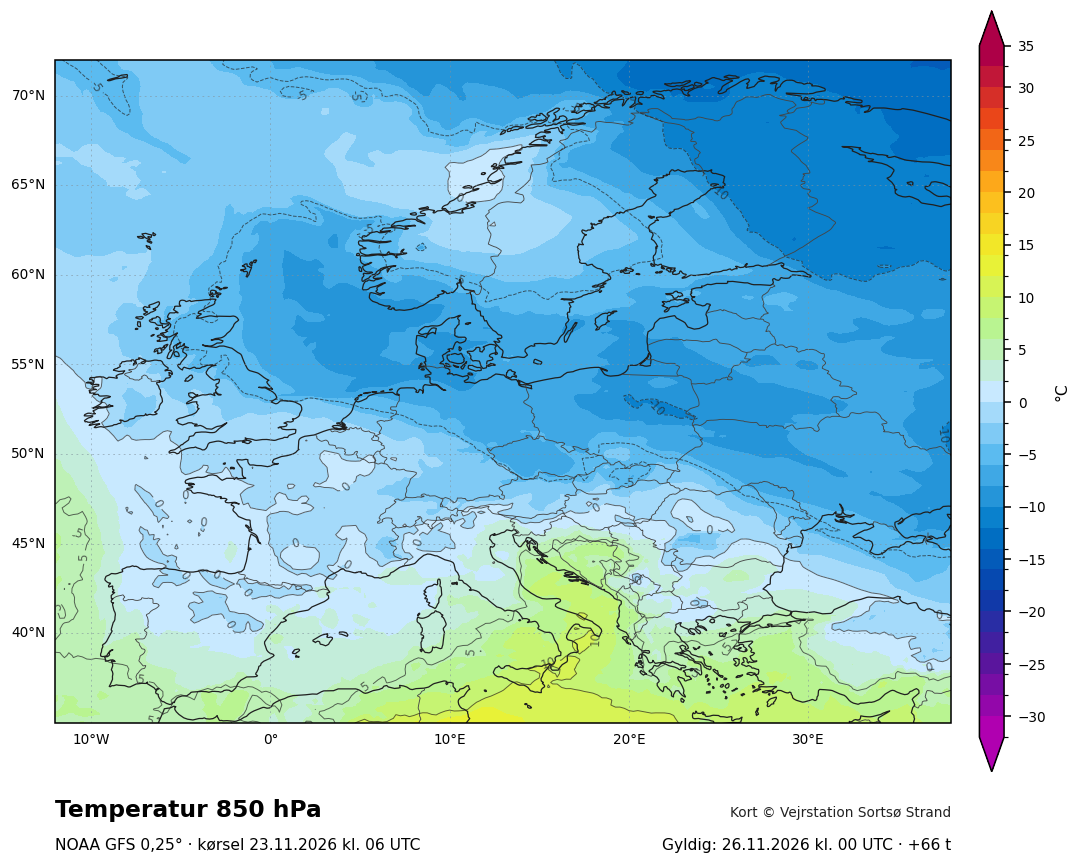 70°N
65°N
60°N
55°N
50°N
45°N
40°N
10°W
0°
10°E
20°E
30°E
35
30
25
20
15
10
5
0
−5
−10
−15
−20
−25
−30
°C
Temperatur 850 hPa
Kort © Vejrstation Sortsø Strand
NOAA GFS 0,25° · kørsel 23.11.2026 kl. 06 UTC
Gyldig: 26.11.2026 kl. 00 UTC · +66 t